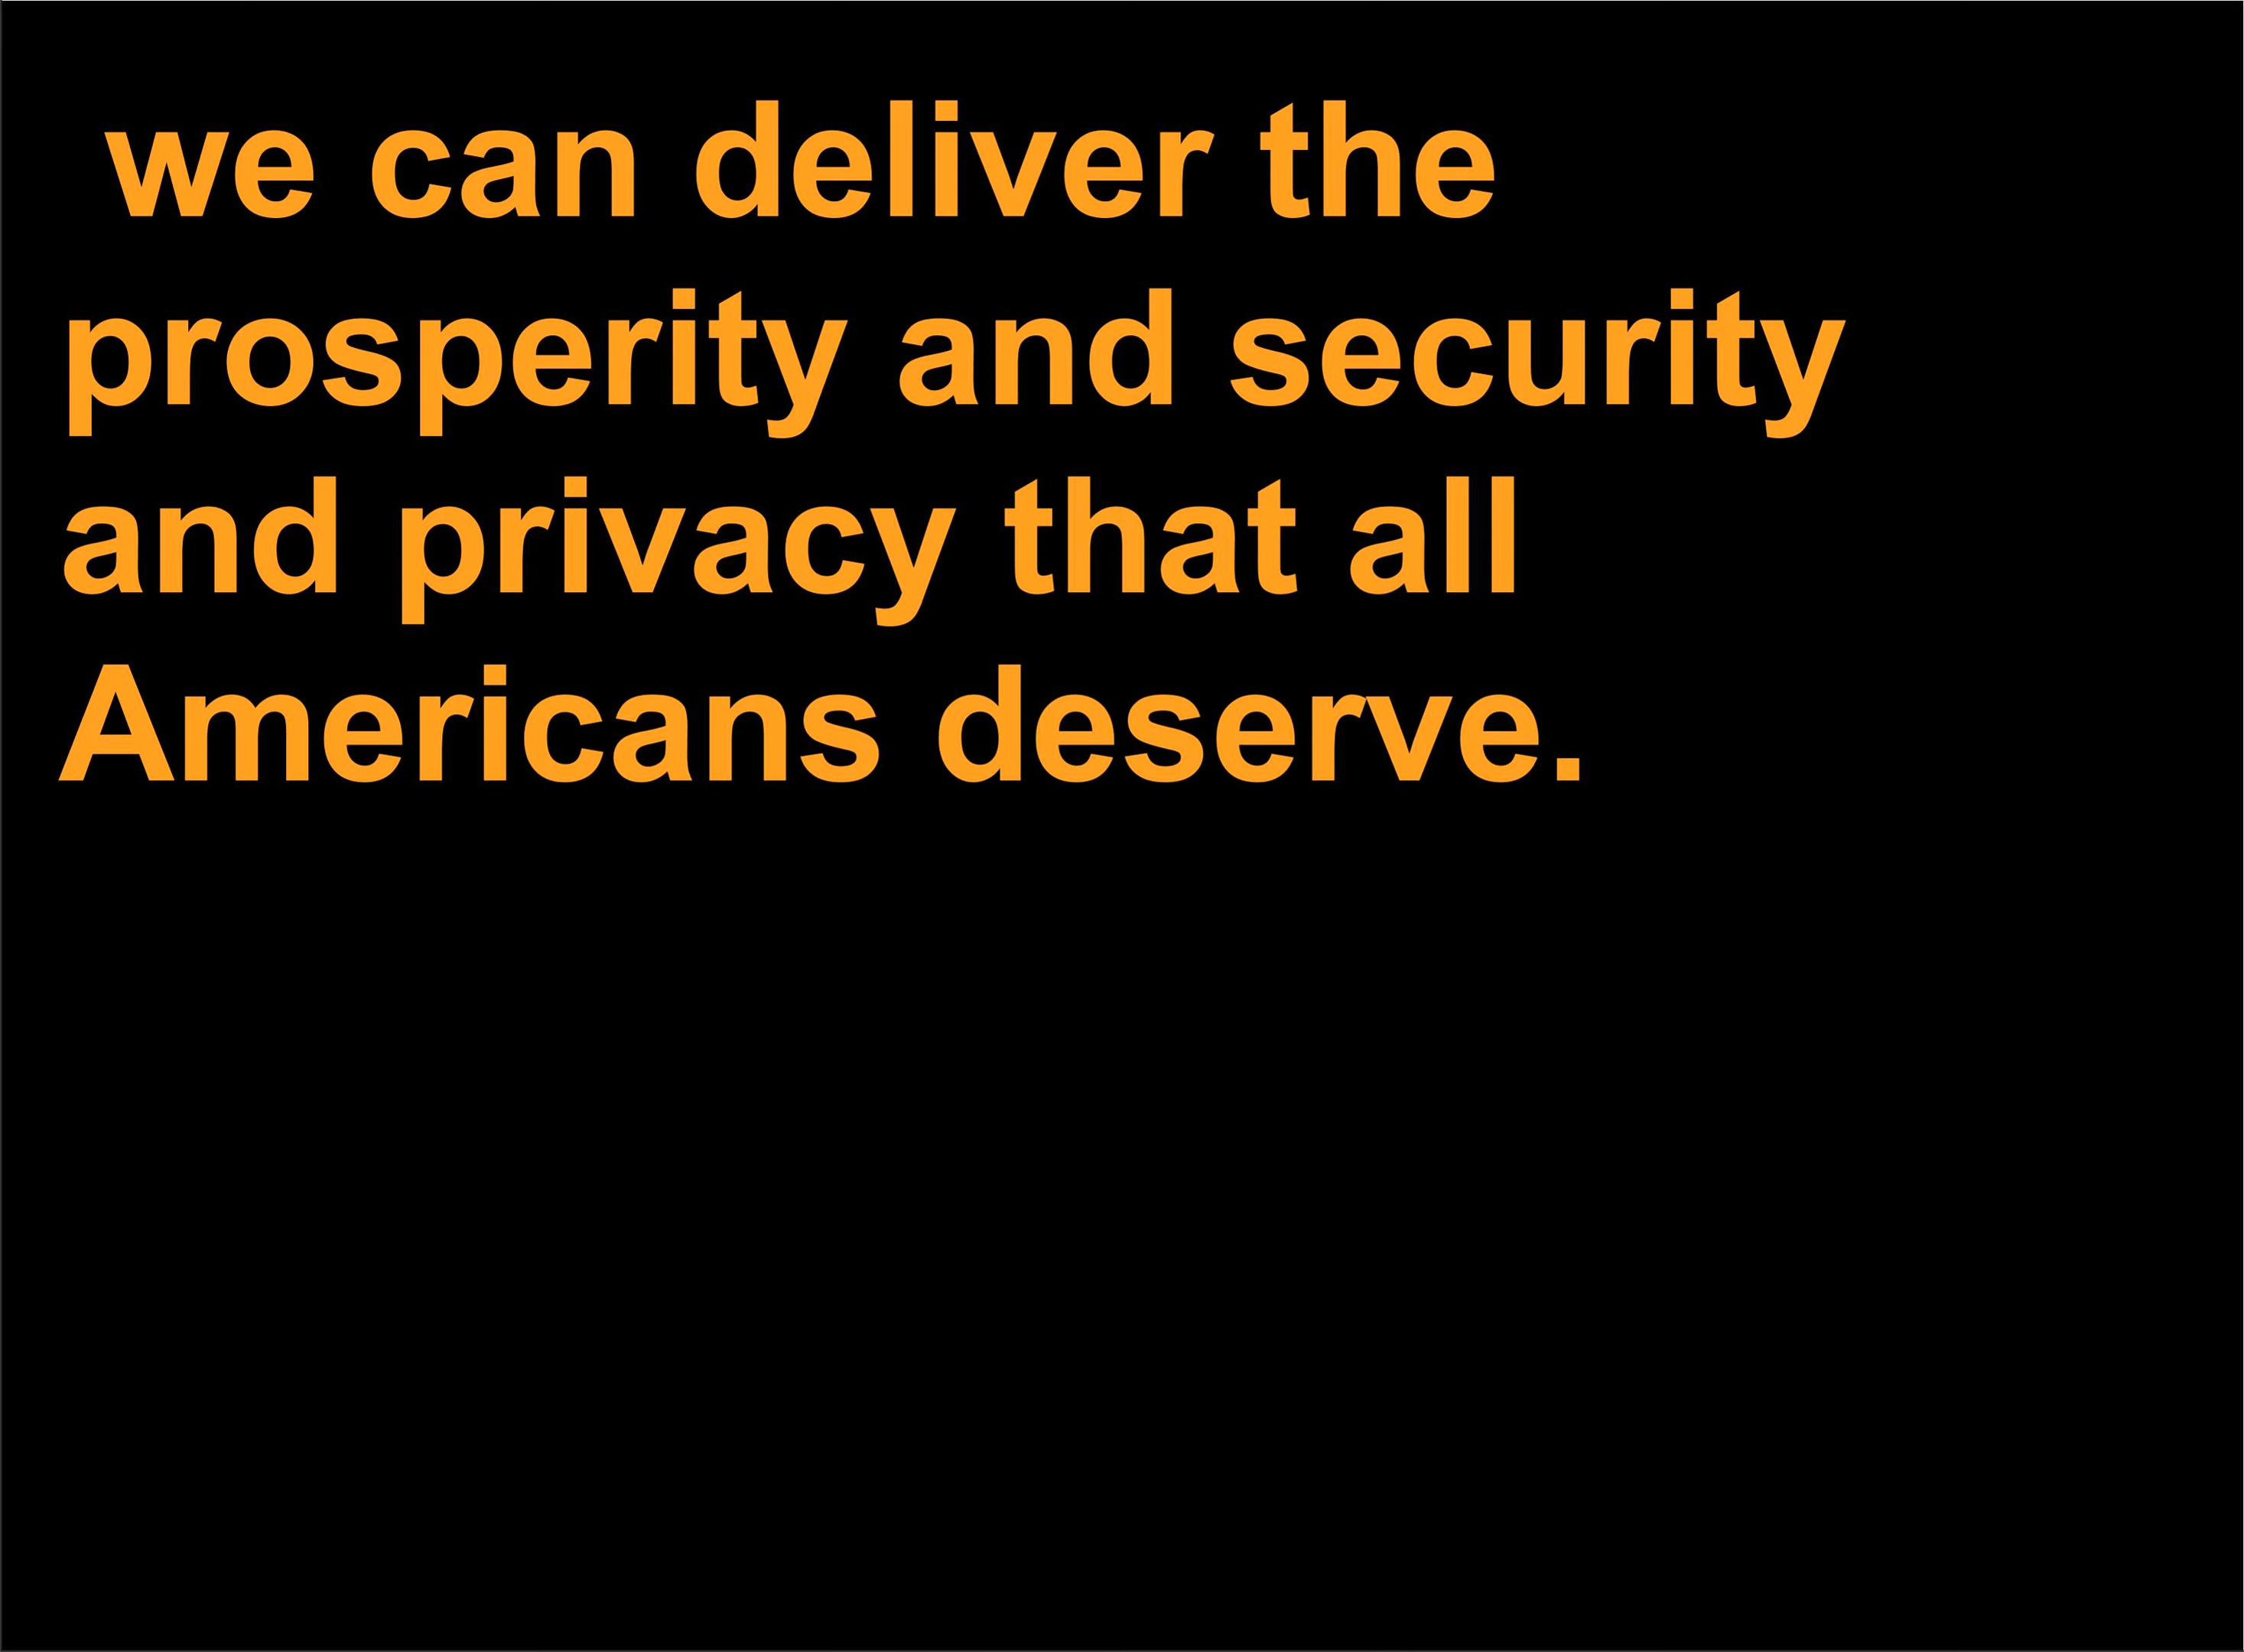 we can deliver the
prosperity and security
and privacy that all
Americans deserve.